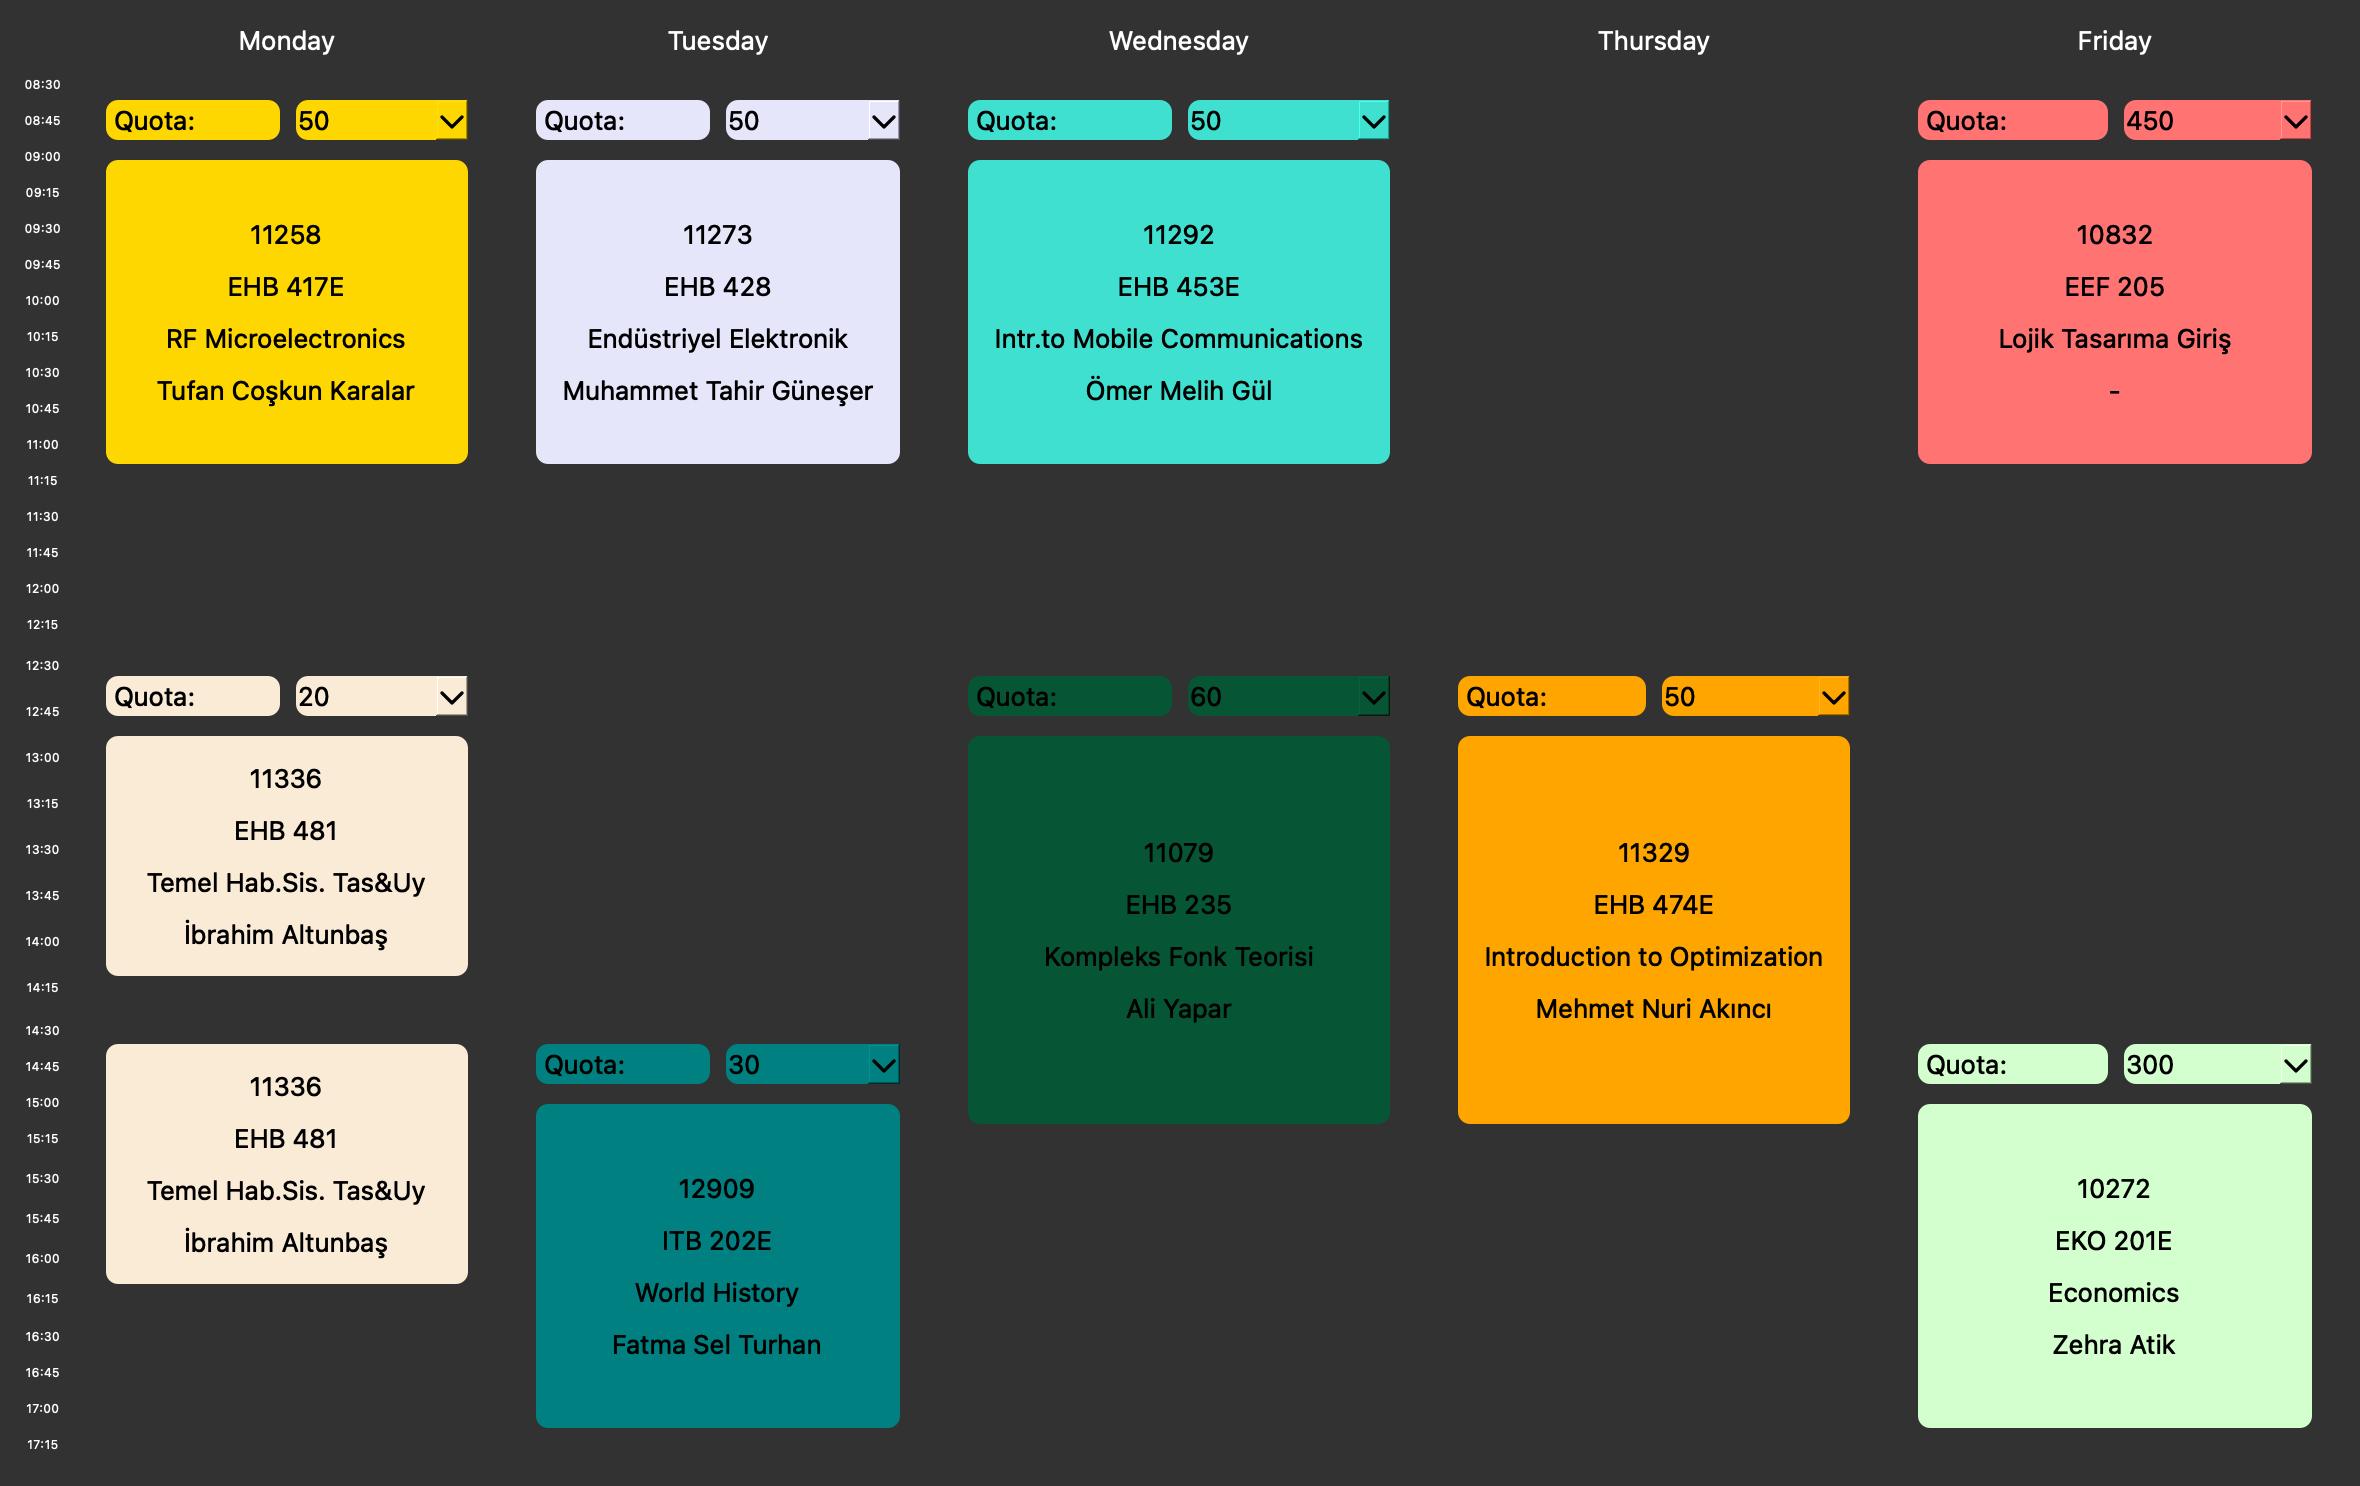 Monday
Tuesday
Wednesday
Thursday
Friday
08:30
08:45
09:00
09:15
09:30
09:45
10:00
10:15
10:30
10:45
11:00
11:15
11:30
11:45
12:00
12:15
12:30
12:45
13:00
13:15
13:30
13:45
14:00
14:15
14:30
14:45
15:00
15:15
15:30
15:45
16:00
16:15
16:30
16:45
17:00
17:15
Quota: 50
11258
EHB 417E
RF Microelectronics
Tufan Coşkun Karalar
Quota: 20
11336
EHB 481
Temel Hab.Sis. Tas&Uy
İbrahim Altunbaş
11336
EHB 481
Temel Hab.Sis. Tas&Uy
İbrahim Altunbaş
Quota: 50
11273
EHB 428
Endüstriyel Elektronik
Muhammet Tahir Güneşer
Quota: 30
12909
ITB 202E
World History
Fatma Sel Turhan
Quota: 50
11292
EHB 453E
Intr.to Mobile Communications
Ömer Melih Gül
Quota: 60
11079
EHB 235
Kompleks Fonk Teorisi
Ali Yapar
Quota: 50
11329
EHB 474E
Introduction to Optimization
Mehmet Nuri Akıncı
Quota: 450
10832
EEF 205
Lojik Tasarıma Giriş
-
Quota: 300
10272
EKO 201E
Economics
Zehra Atik